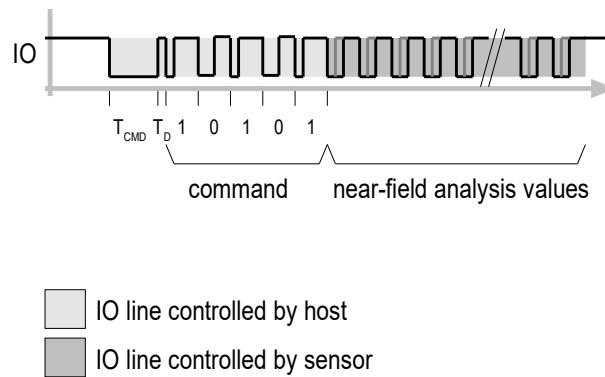 IO
T_CMD T_D 1 0 1 0 1
command near-field analysis values
IO line controlled by host
IO line controlled by sensor